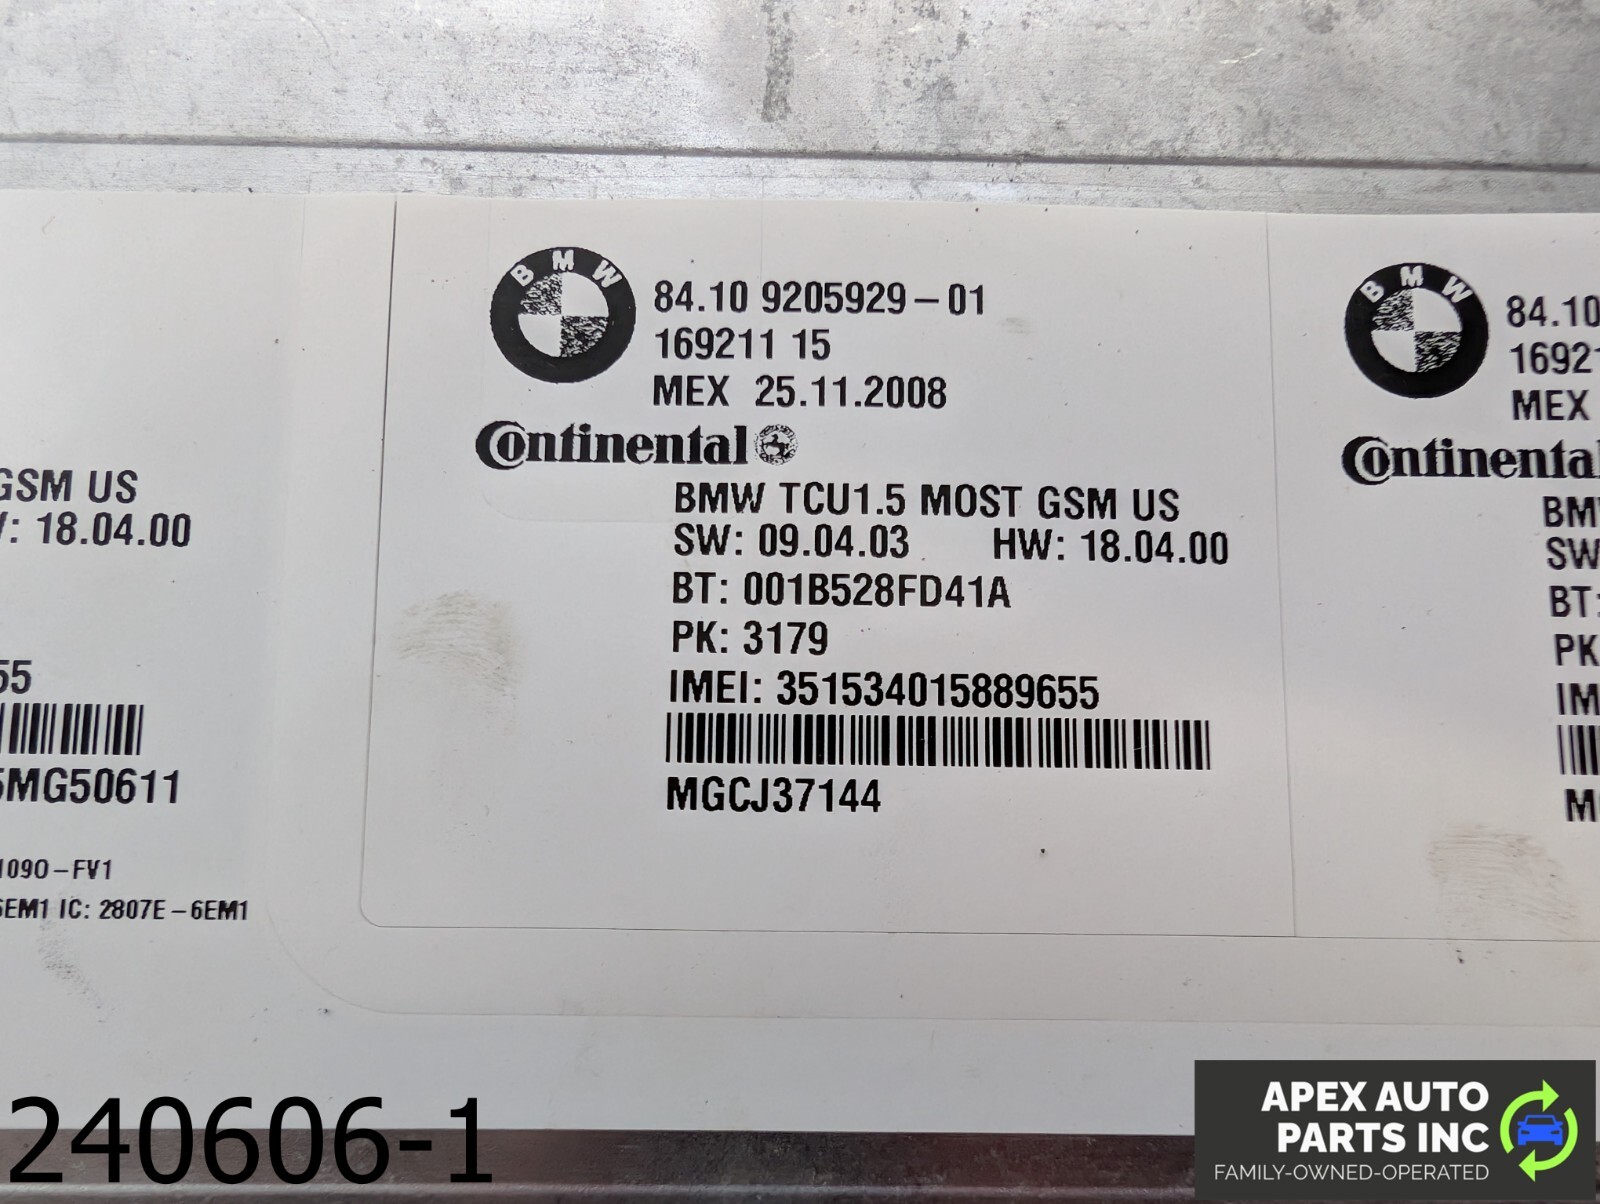 GSM US
: 18.04.00
55
MG50611
1090-FV1
6EM1 IC: 2807E-6EM1
BMW
84.10 9205929-01
169211 15
MEX 25.11.2008
Continental
BMW TCU1.5 MOST GSM US
SW: 09.04.03 HW: 18.04.00
BT: 001B528FD41A
PK: 3179
IMEI: 351534015889655
MGCJ37144
BMW
84.10
16921
MEX
Continental
BM
SW
BT:
PK
IM
M
240606-1
APEX AUTO
PARTS INC
FAMILY-OWNED-OPERATED